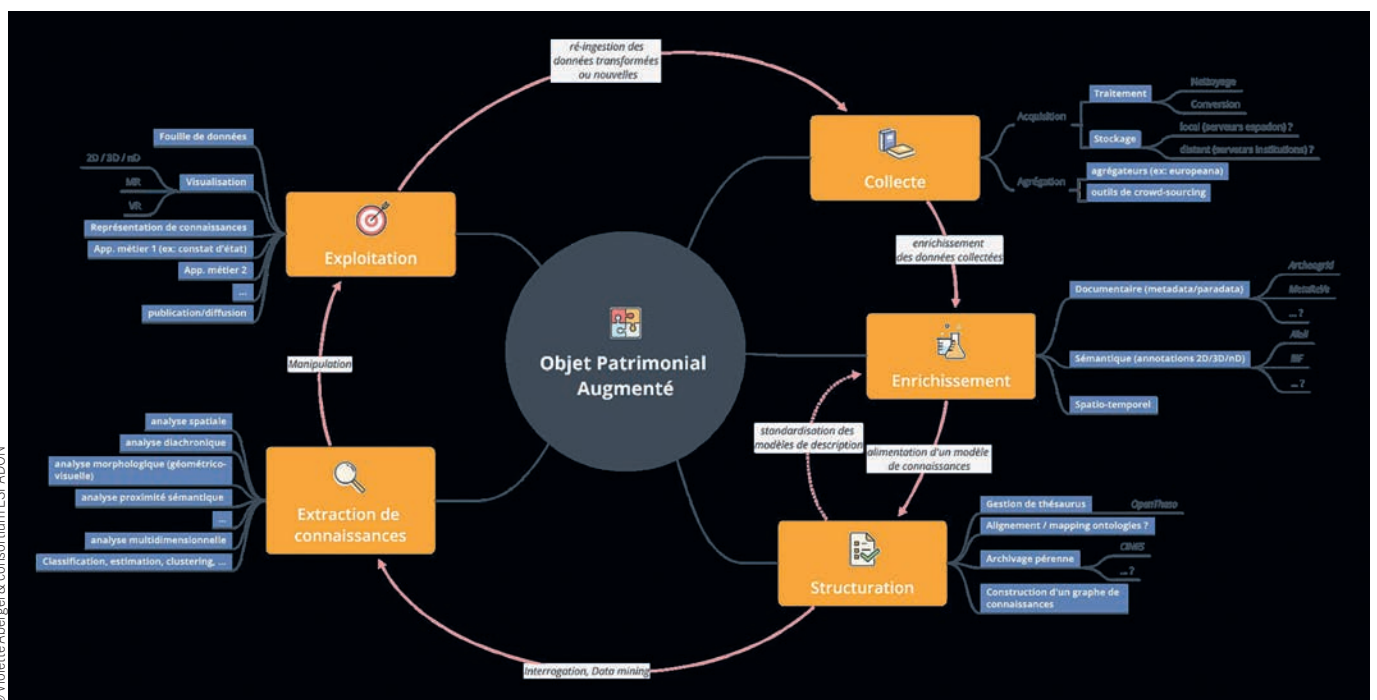 ré-ingestion des
données transformées
ou nouvelles
Collecte
Acquisition
Traitement
Nettoyage
Conversion
Stockage
local (serveurs espadon) ?
distant (serveurs institutions) ?
Agrégation
agrégateurs (ex: europeana)
outils de crowd-sourcing
Fouille de données
2D / 3D / nD
MR
VR
Visualisation
Représentation de connaissances
App. métier 1 (ex: constat d'état)
App. métier 2
...
publication/diffusion
Exploitation
enrichissement
des données collectées
Objet Patrimonial
Augmenté
Enrichissement
Documentaire (metadata/paradata)
Archeogrid
... ?
Sémantique (annotations 2D/3D/nD)
Aïoli
... ?
Spatio-temporel
Manipulation
standardisation des
modèles de description
alimentation d'un modèle
de connaissances
analyse spatiale
analyse diachronique
analyse morphologique (géométrico-
visuelle)
analyse proximité sémantique
...
analyse multidimensionnelle
Classification, estimation, clustering, ...
Extraction de
connaissances
Structuration
Gestion de thésaurus
OpenTheso
Alignement / mapping ontologies ?
Archivage pérenne
CINES
... ?
Construction d'un graphe de
connaissances
Interrogation, Data mining
© Violette Abergel & consortium ESPADON